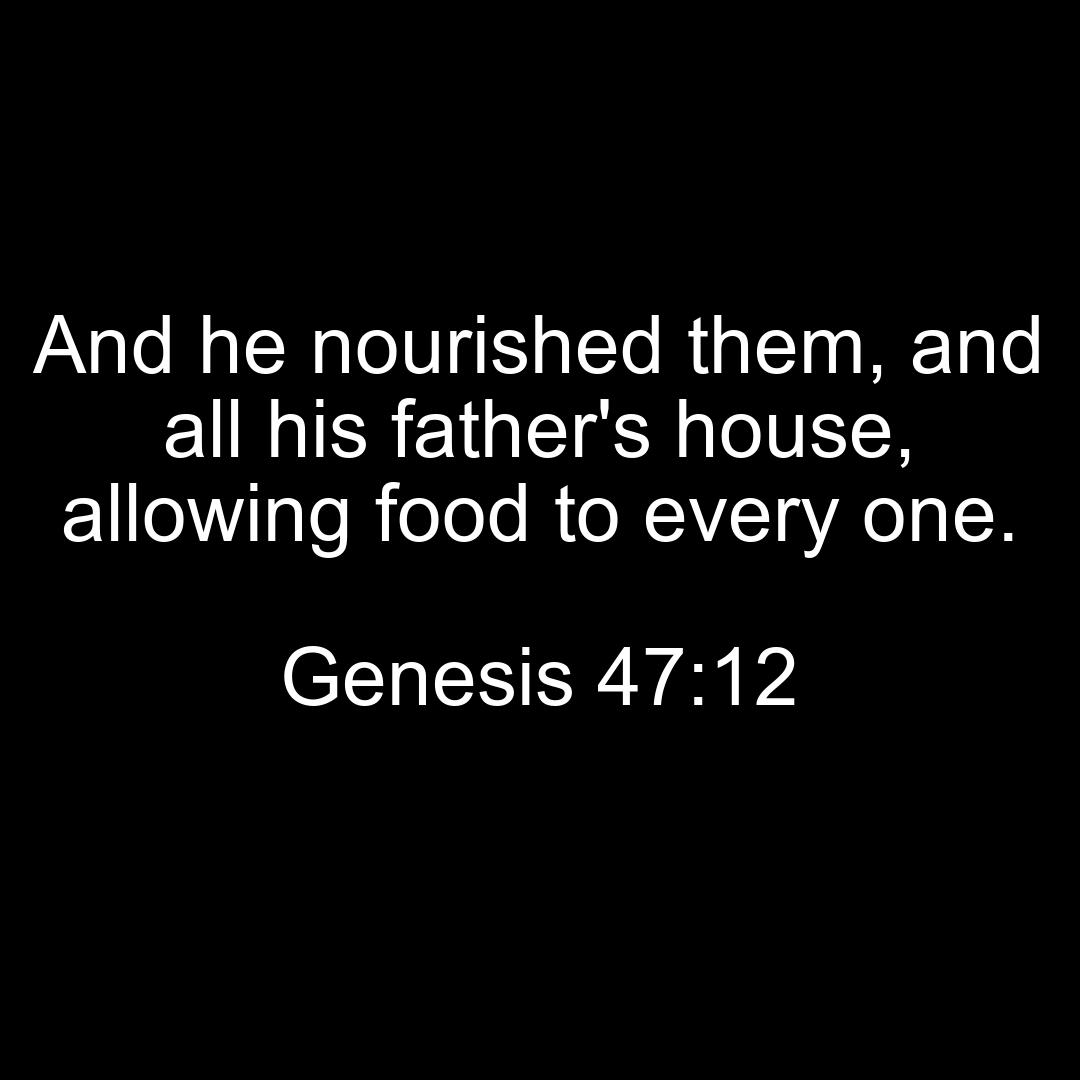 And he nourished them, and
all his father's house,
allowing food to every one.
Genesis 47:12